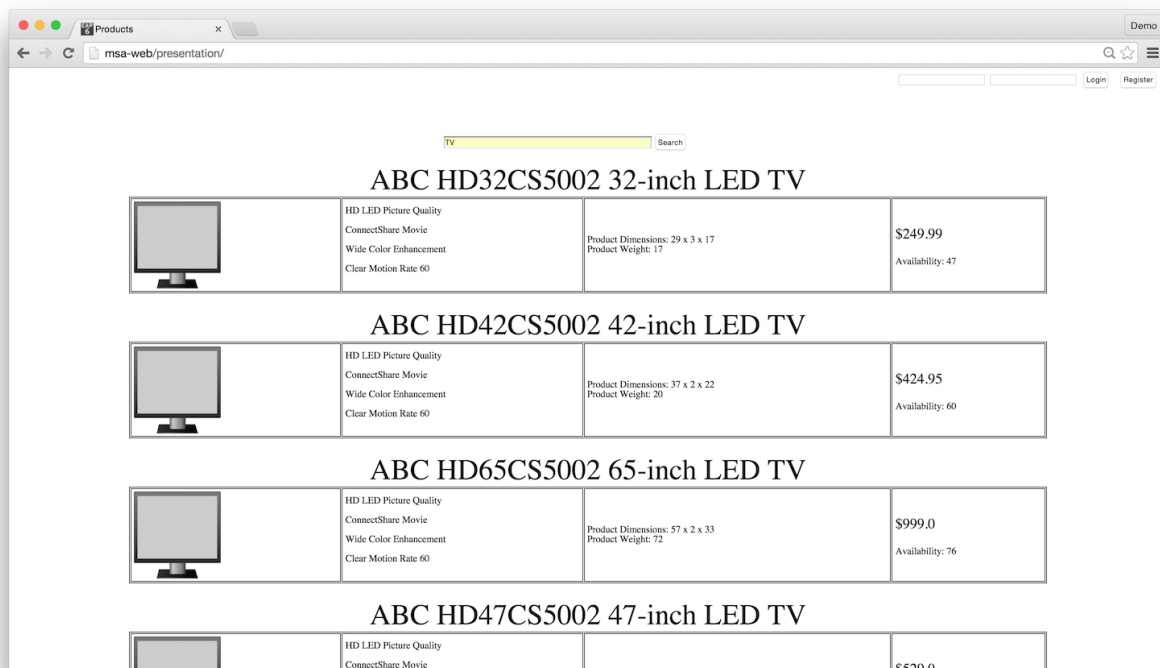 Products
Demo
msa-web/presentation/
Login Register
TV Search
ABC HD32CS5002 32-inch LED TV
HD LED Picture Quality
ConnectShare Movie
Wide Color Enhancement
Clear Motion Rate 60
Product Dimensions: 29 x 3 x 17
Product Weight: 17
$249.99
Availability: 47
ABC HD42CS5002 42-inch LED TV
HD LED Picture Quality
ConnectShare Movie
Wide Color Enhancement
Clear Motion Rate 60
Product Dimensions: 37 x 2 x 22
Product Weight: 20
$424.95
Availability: 60
ABC HD65CS5002 65-inch LED TV
HD LED Picture Quality
ConnectShare Movie
Wide Color Enhancement
Clear Motion Rate 60
Product Dimensions: 57 x 2 x 33
Product Weight: 72
$999.0
Availability: 76
ABC HD47CS5002 47-inch LED TV
HD LED Picture Quality
ConnectShare Movie